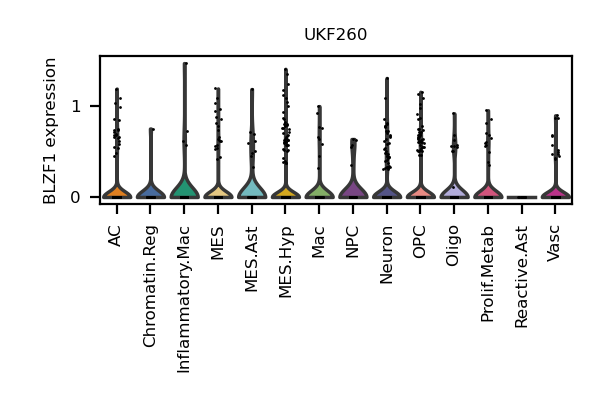 UKF260
BLZF1 expression
1
0
AC
Chromatin.Reg
Inflammatory.Mac
MES
MES.Ast
MES.Hyp
Mac
NPC
Neuron
OPC
Oligo
Prolif.Metab
Reactive.Ast
Vasc